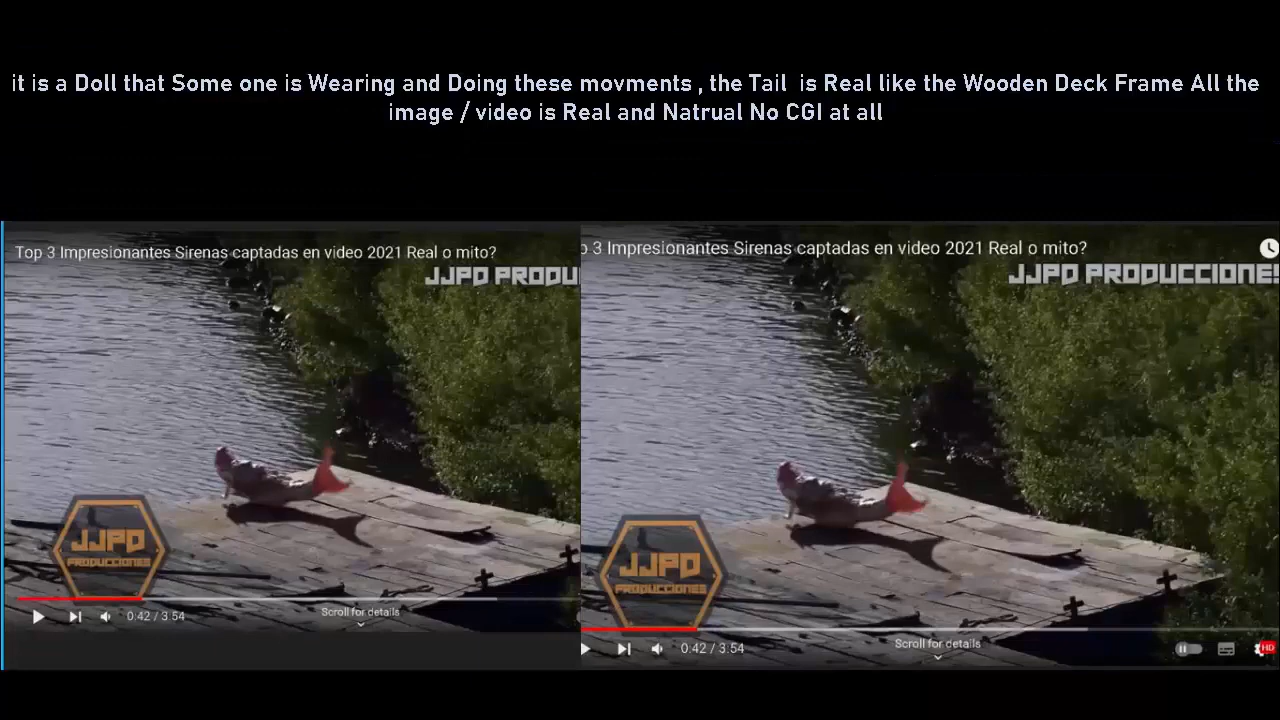 it is a Doll that Some one is Wearing and Doing these movments , the Tail  is Real like the Wooden Deck Frame All the
image / video is Real and Natrual No CGI at all
Top 3 Impresionantes Sirenas captadas en video 2021 Real o mito?
JJPD PRODU
JJPD
PRODUCCIONES
0:42 / 3:54
Scroll for details
3 Impresionantes Sirenas captadas en video 2021 Real o mito?
JJPD PRODUCCIONE
JJPD
PRODUCCIONES
0:42 / 3:54
Scroll for details
HD